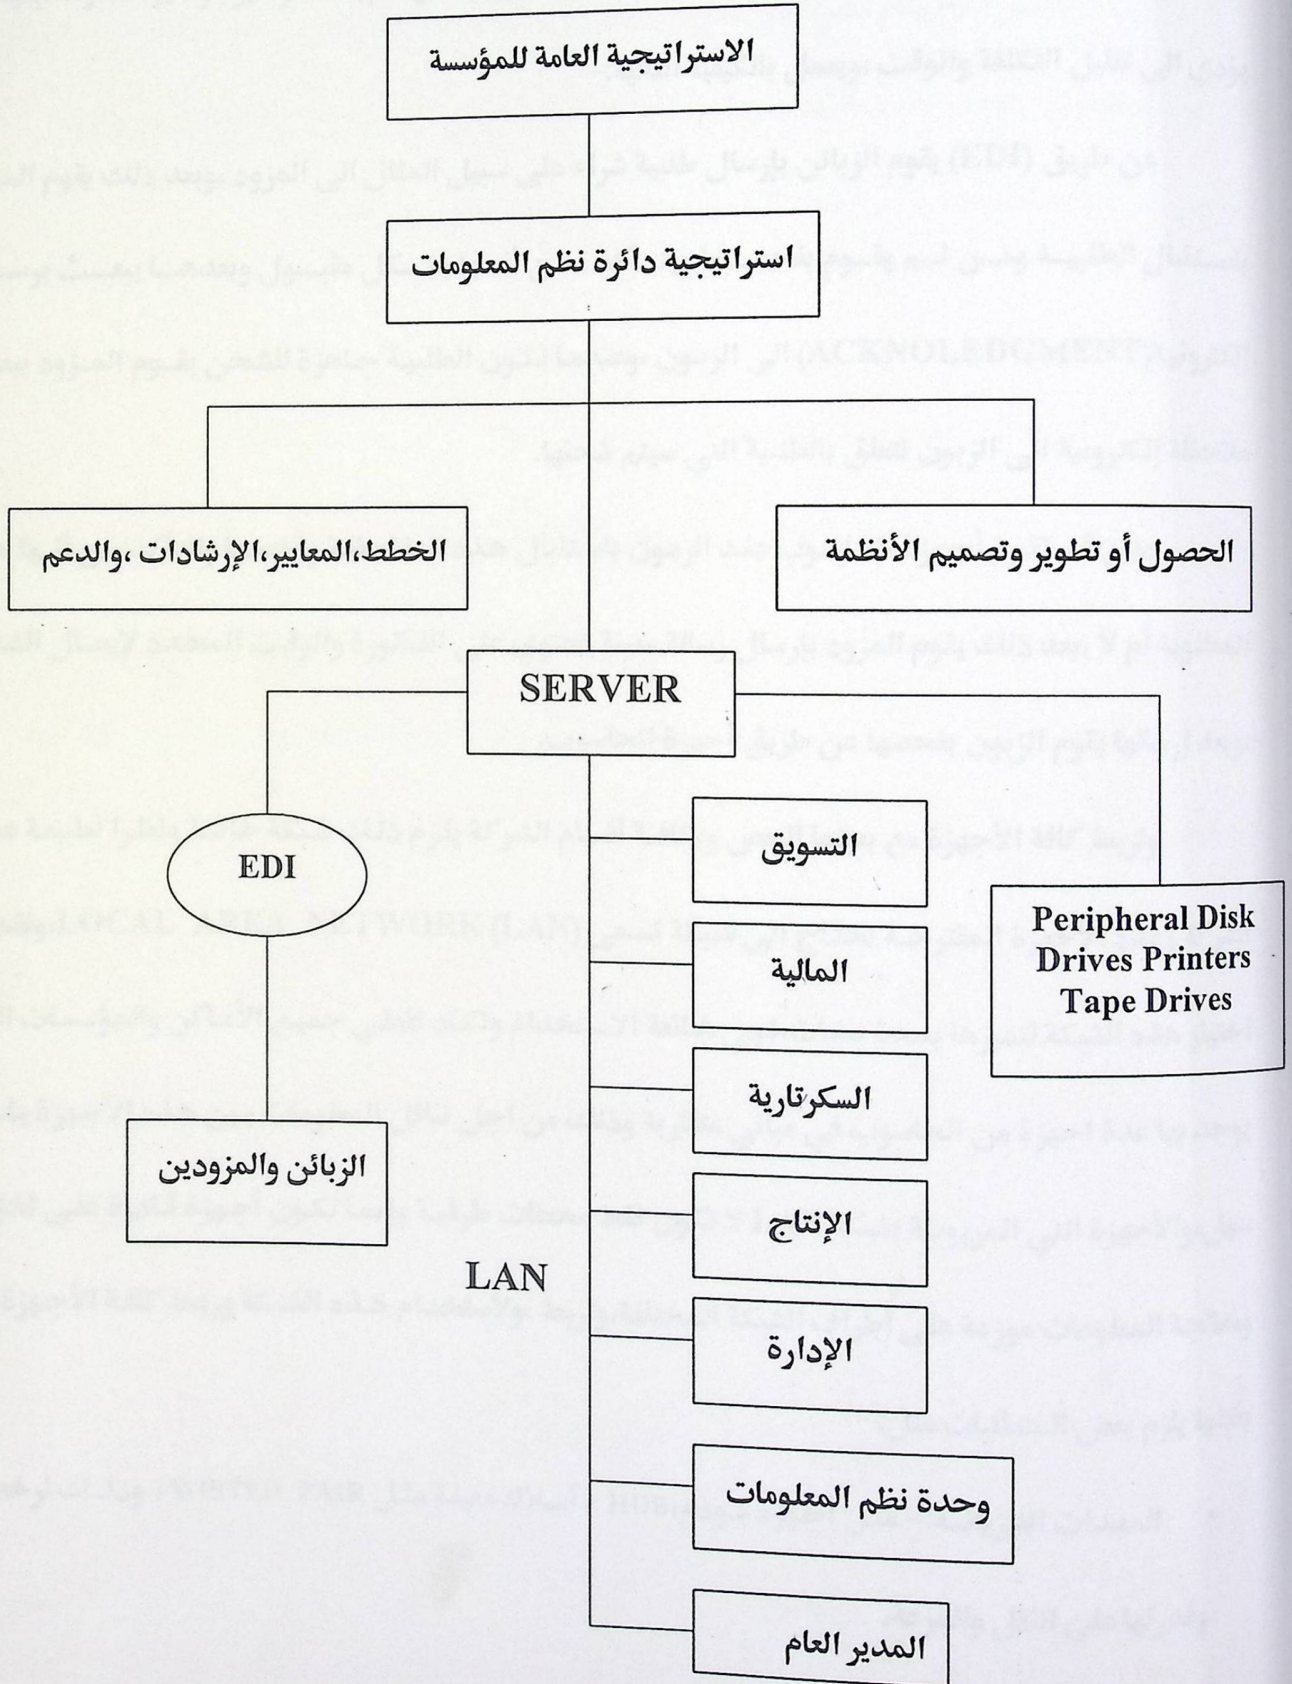 الاستراتيجية العامة للمؤسسة
استراتيجية دائرة نظم المعلومات
الحصول أو تطوير وتصميم الأنظمة
الخطط،المعايير،الإرشادات ،والدعم
SERVER
التسويق
EDI
Peripheral Disk
Drives Printers
Tape Drives
المالية
السكرتارية
الزبائن والمزودين
الإنتاج
LAN
الإدارة
وحدة نظم المعلومات
المدير العام